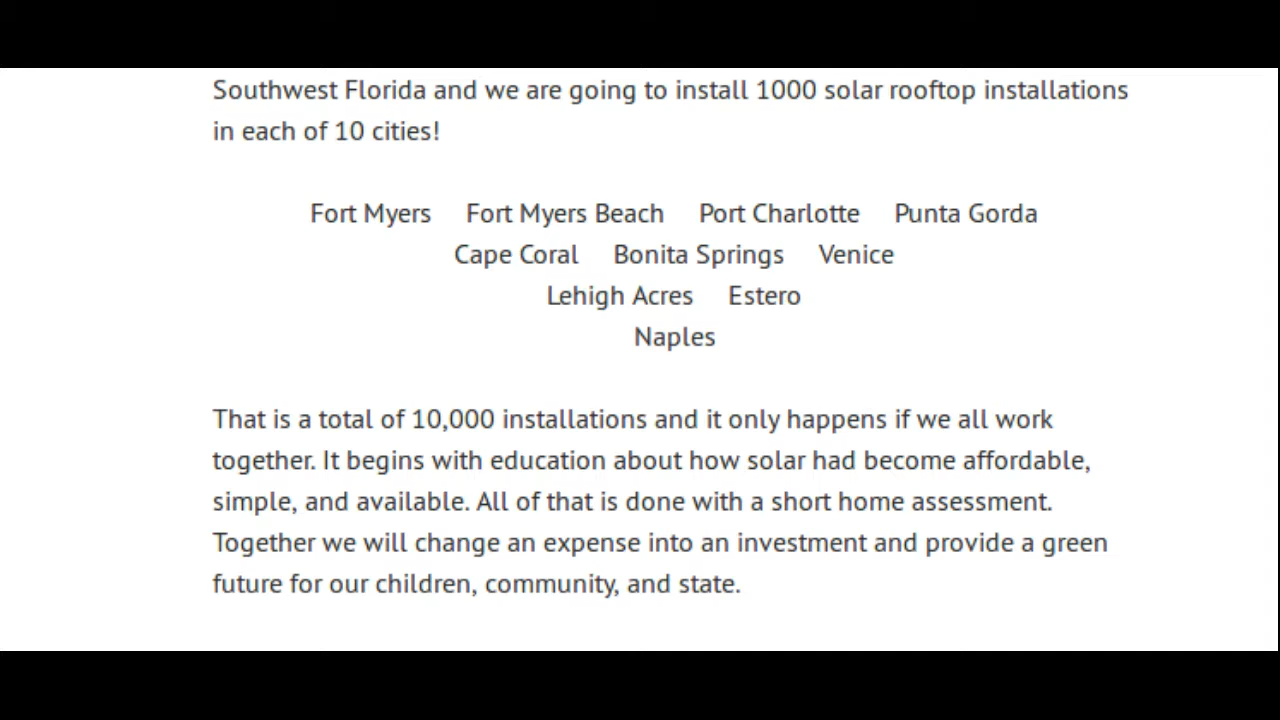 Southwest Florida and we are going to install 1000 solar rooftop installations
in each of 10 cities!
Fort Myers Fort Myers Beach Port Charlotte Punta Gorda
Cape Coral Bonita Springs Venice
Lehigh Acres Estero
Naples
That is a total of 10,000 installations and it only happens if we all work
together. It begins with education about how solar had become affordable,
simple, and available. All of that is done with a short home assessment.
Together we will change an expense into an investment and provide a green
future for our children, community, and state.